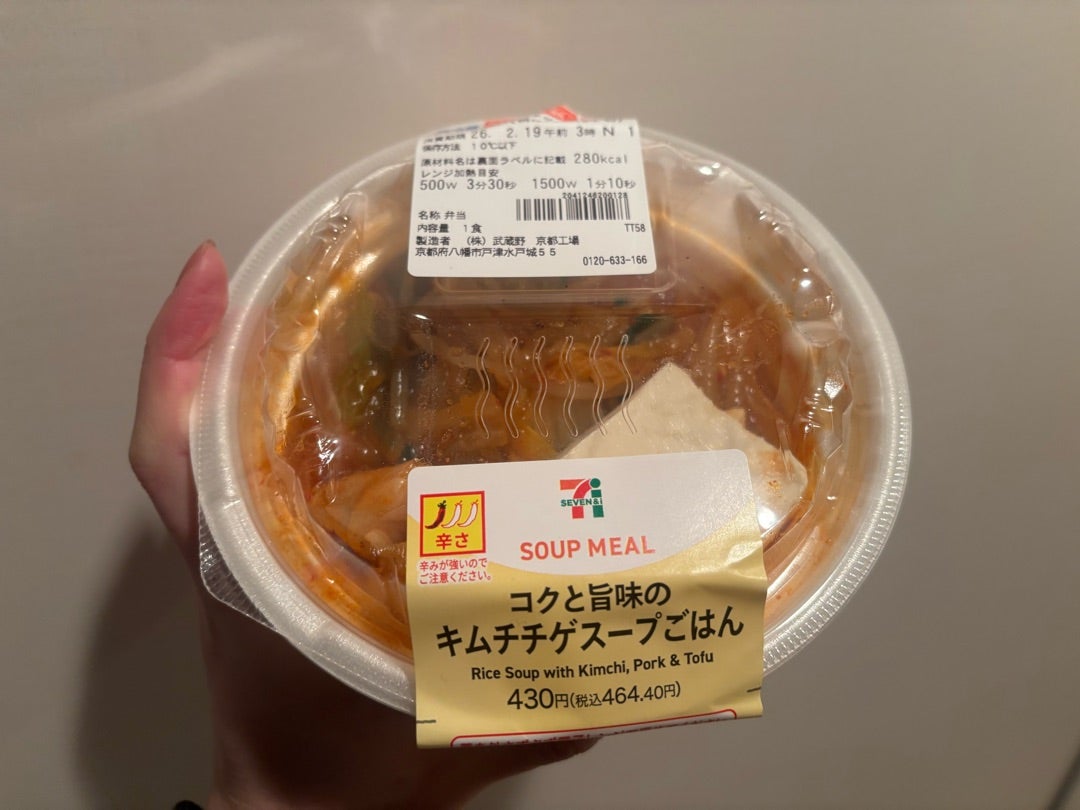 消費期限 26. 2.19午前 3時 N 1
保存方法 10℃以下
原材料名は裏面ラベルに記載 280kcal
レンジ加熱目安
500W 3分30秒 1500W 1分10秒
2041246200128
名称 弁当
内容量 1食 TT58
製造者 (株)武蔵野 京都工場
京都府八幡市戸津水戸城55
0120-633-166
SEVEN&i
辛さ
辛みが強いので
ご注意ください。
SOUP MEAL
コクと旨味の
キムチチゲスープごはん
Rice Soup with Kimchi, Pork & Tofu
430円(税込464.40円)